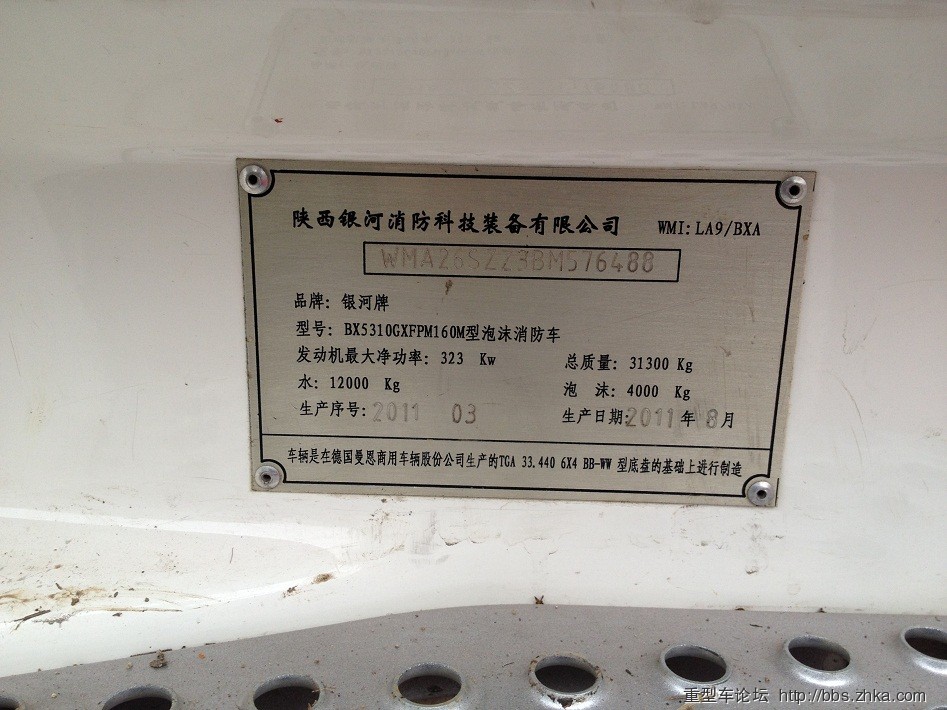 陕西银河消防科技装备有限公司 WMI: LA9/BXA
WMA26SZZ3BM576488
品牌: 银河牌
型号: BX5310GXFPM160M型泡沫消防车
发动机最大净功率: 323 Kw 总质量: 31300 Kg
水: 12000 Kg 泡 沫: 4000 Kg
生产序号: 2011 03 生产日期: 2011 年 8 月
车辆是在德国曼恩商用车辆股份公司生产的TGA 33.440 6X4 BB-WW 型底盘的基础上进行制造
重型车论坛 http://bbs.zhka.com/